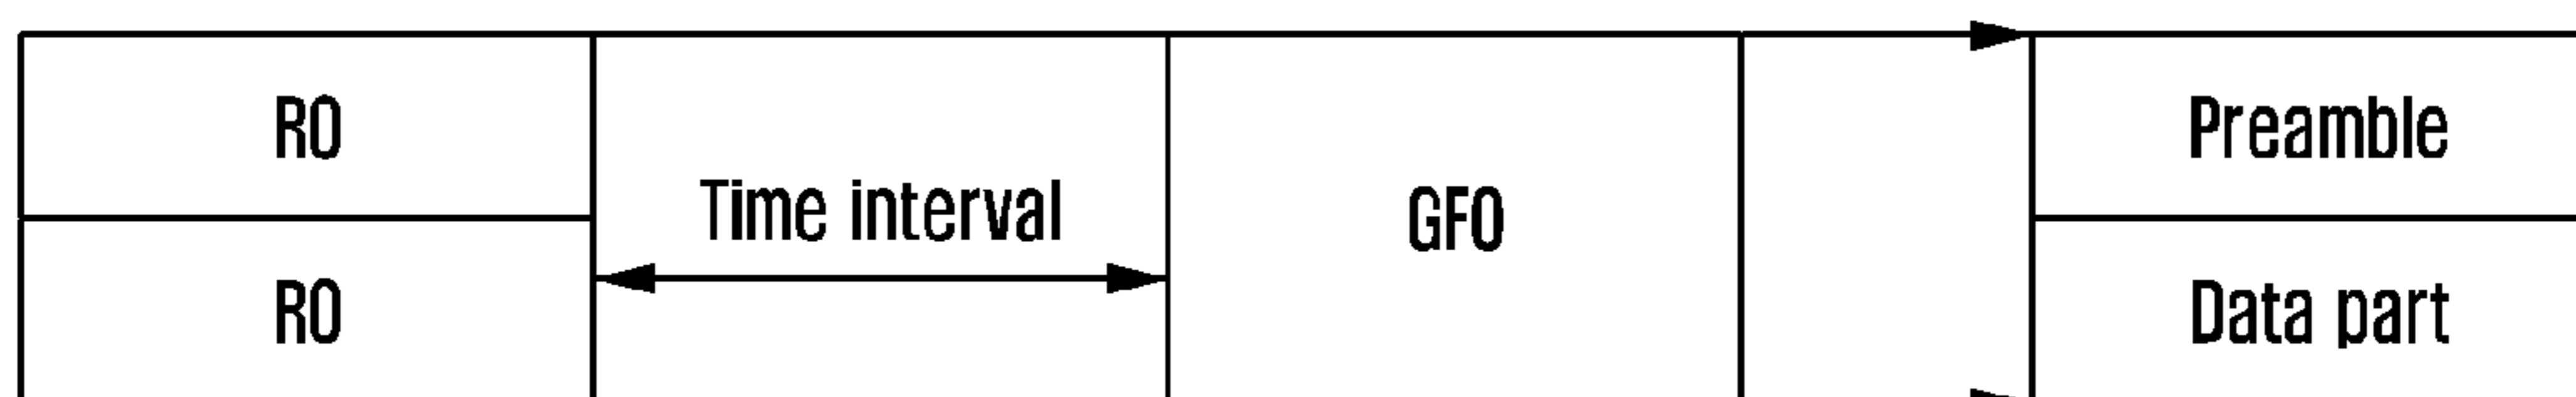 RO
Preamble
Time interval
GFO
RO
Data part